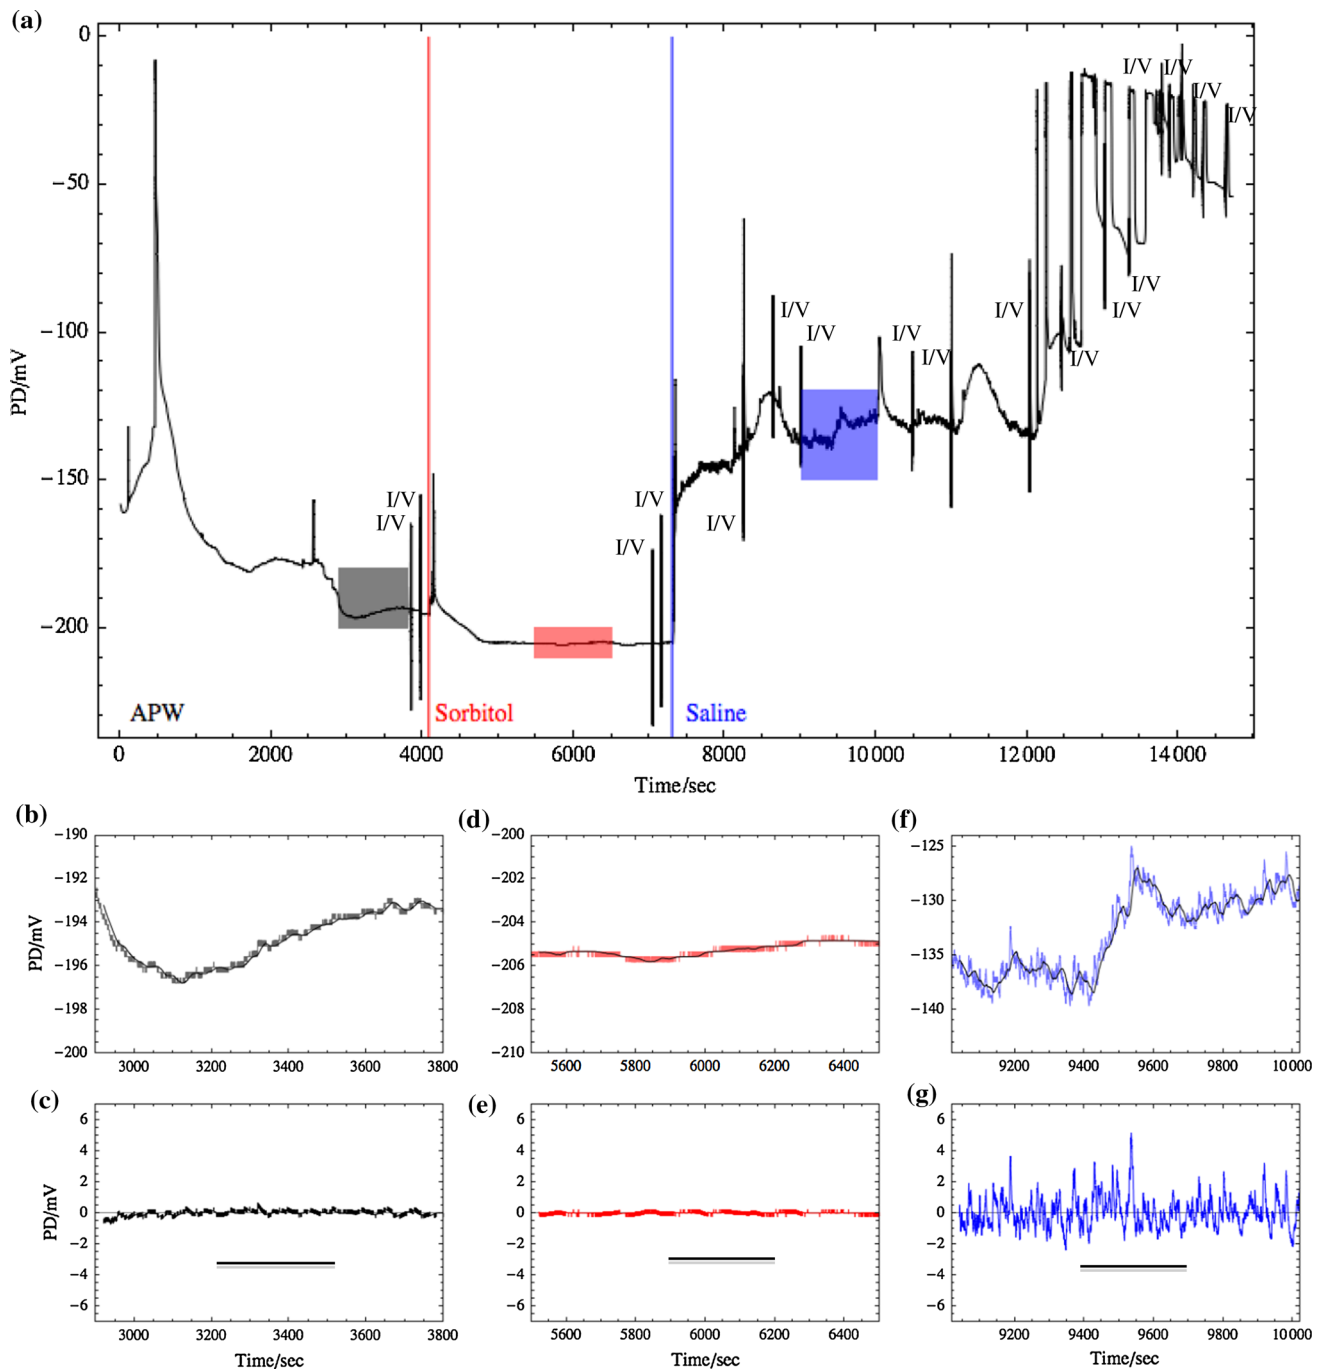 (a)
0
−50
−100
−150
−200
PD/mV
I/V I/V
I/V
I/V
I/V
I/V
I/V I/V
I/V
I/V
I/V
I/V
I/V
I/V
I/V
I/V
I/V
I/V
I/V
APW Sorbitol Saline
0 2000 4000 6000 8000 10000 12000 14000
Time/sec
(b)
−190
−192
−194
−196
−198
−200
PD/mV
3000 3200 3400 3600 3800
(d)
−200
−202
−204
−206
−208
−210
5600 5800 6000 6200 6400
(f)
−125
−130
−135
−140
9200 9400 9600 9800 10000
(c)
6
4
2
0
−2
−4
−6
PD/mV
3000 3200 3400 3600 3800
Time/sec
(e)
6
4
2
0
−2
−4
−6
5600 5800 6000 6200 6400
Time/sec
(g)
6
4
2
0
−2
−4
−6
9200 9400 9600 9800 10000
Time/sec